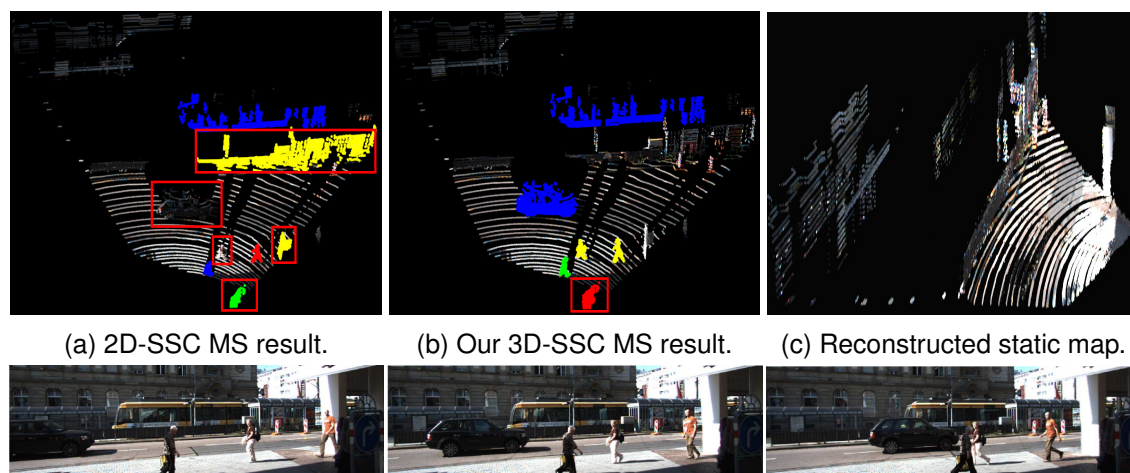 (a) 2D-SSC MS result.
(b) Our 3D-SSC MS result.
(c) Reconstructed static map.